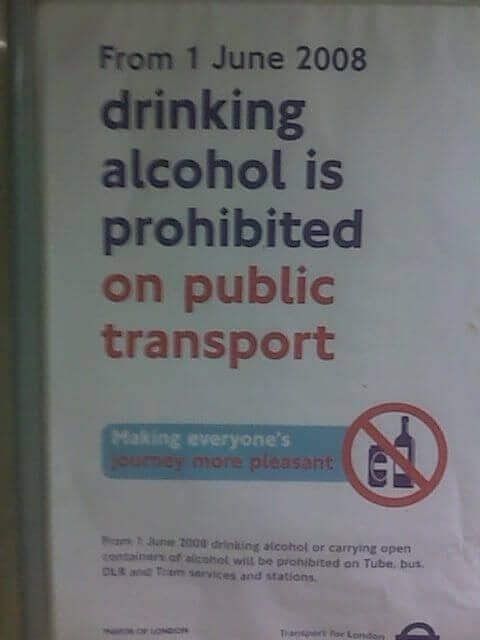 From 1 June 2008
drinking
alcohol is
prohibited
on public
transport
Making everyone's
journey more pleasant
From 1 June 2008 drinking alcohol or carrying open
containers of alcohol will be prohibited on Tube, bus,
DLR and Tram services and stations.
MAYOR OF LONDON
Transport for London